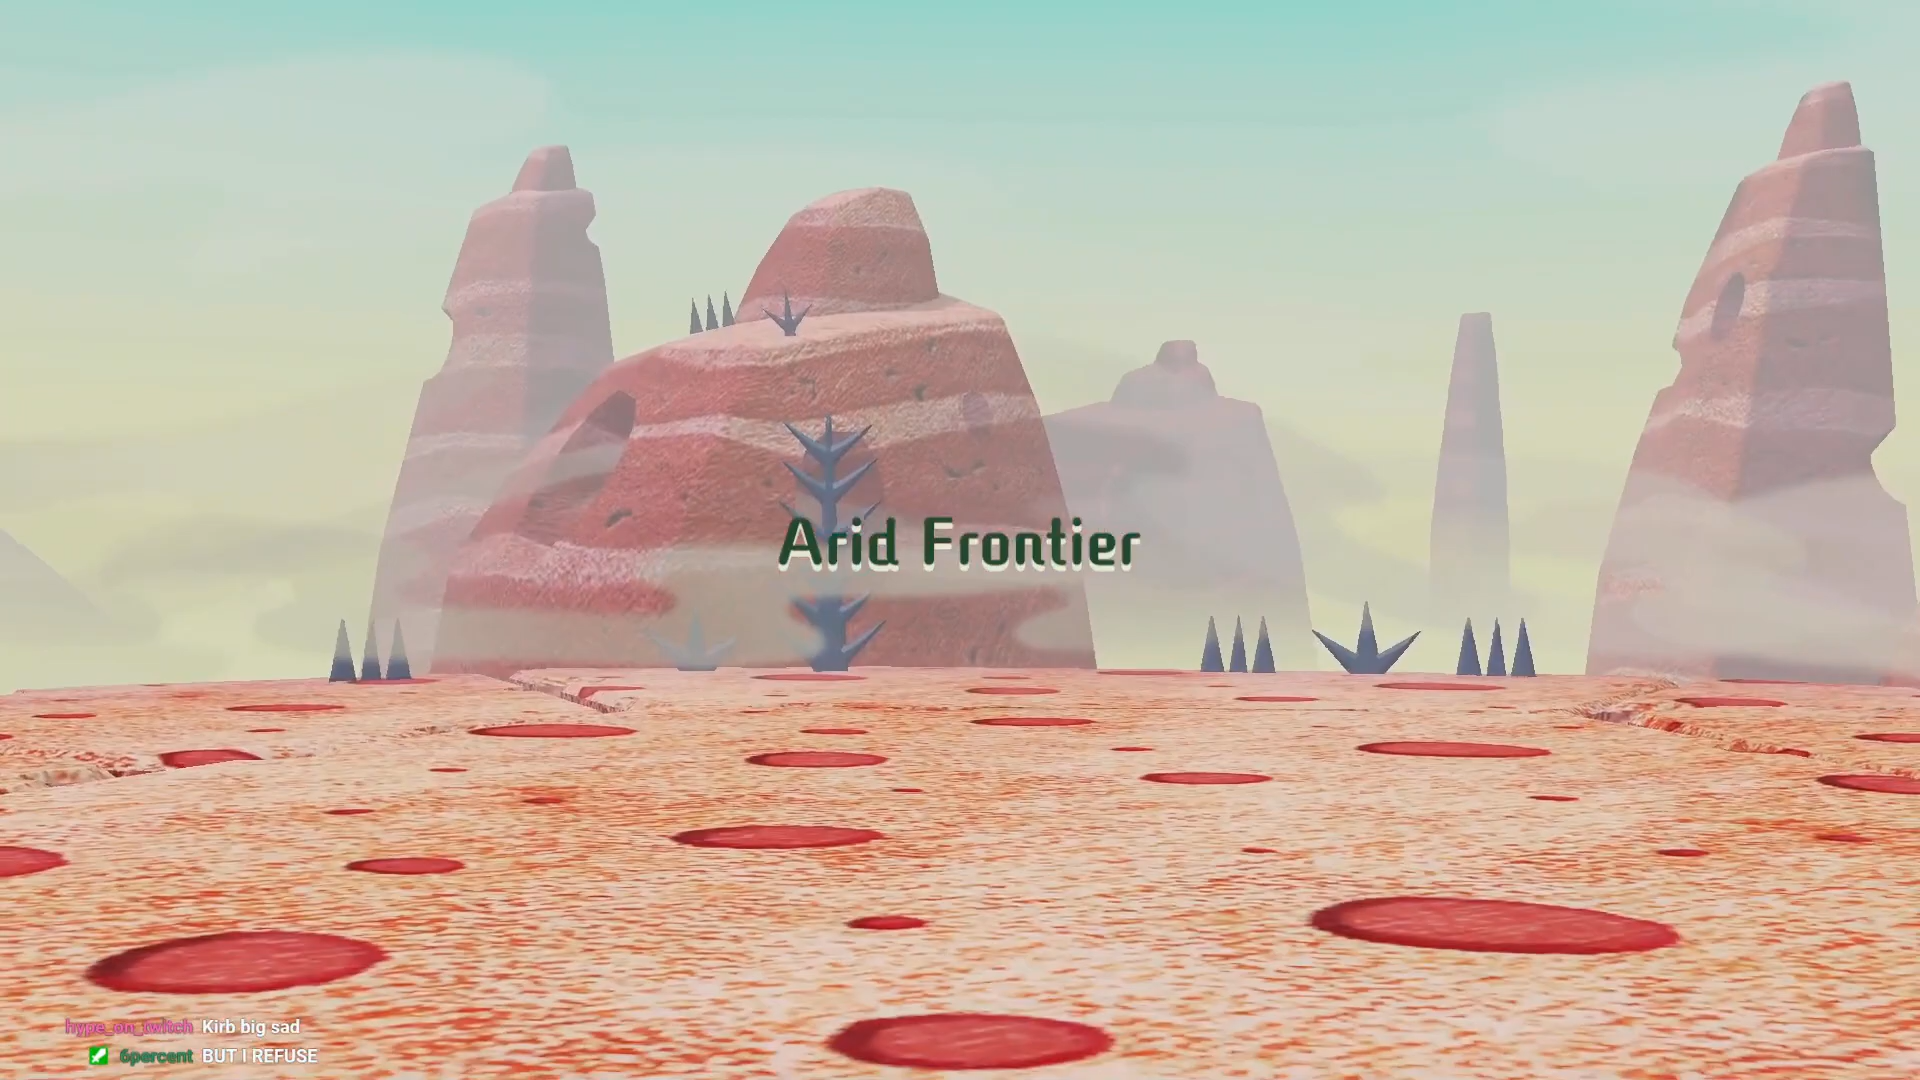 Arid Frontier
hype_on_twitch Kirb big sad
6percent BUT I REFUSE